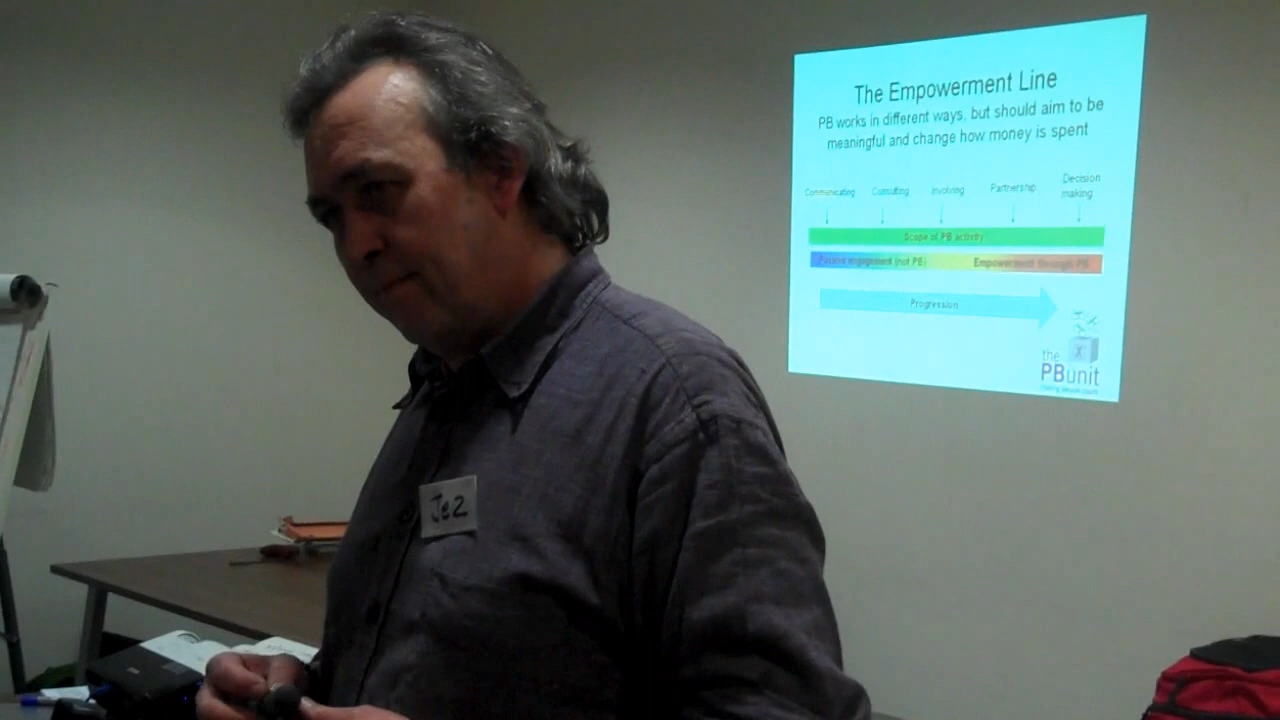 The Empowerment Line
PB works in different ways, but should aim to be
meaningful and change how money is spent
Communicating
Consulting
Involving
Partnership
Decision
making
Scope of PB activity
Passive engagement (not PB)
Empowerment through PB
Progression
X
the
PBunit
Jez